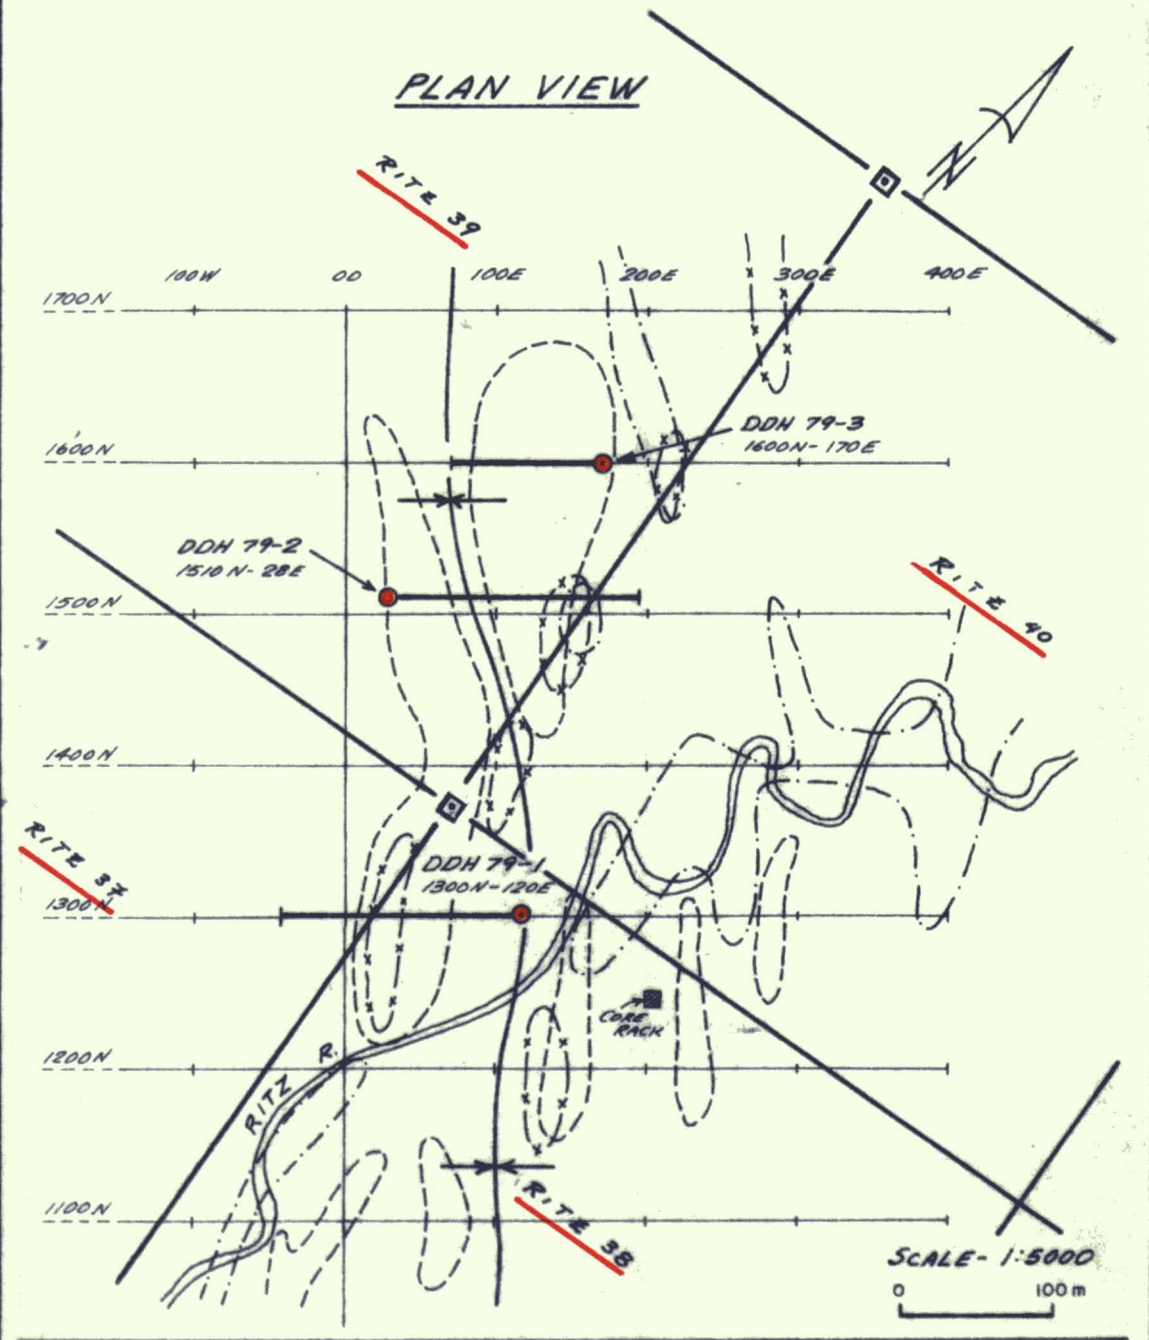 PLAN VIEW
N
RITE 39
100W 00 100E 200E 300E 400E
1700N
DDH 79-3
1600N-170E
1600N
DDH 79-2
1510N-28E
RITE 40
1500N
1400N
RITE 37
DDH 79-1
1300N-120E
1300N
CORE
RACK
1200N
R.
RITZ
RITE 38
1100N
SCALE- 1:5000
0 100m